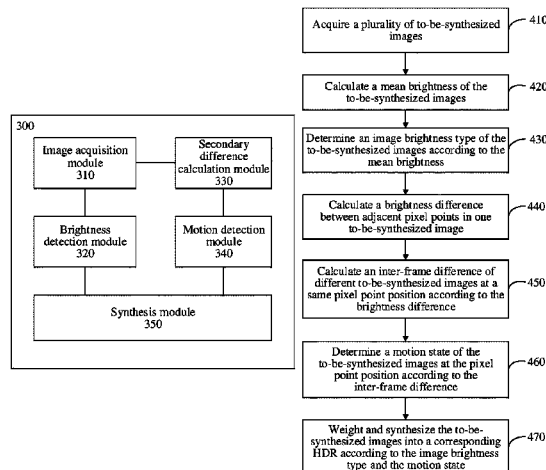 300
Image acquisition
module
310
Secondary
difference
calculation module
330
Brightness
detection module
320
Motion detection
module
340
Synthesis module
350
Acquire a plurality of to-be-synthesized
images
410
Calculate a mean brightness of the
to-be-synthesized images
420
Determine an image brightness type of the
to-be-synthesized images according to the
mean brightness
430
Calculate a brightness difference
between adjacent pixel points in one
to-be-synthesized image
440
Calculate an inter-frame difference of
different to-be-synthesized images at a
same pixel point position according to the
brightness difference
450
Determine a motion state of the
to-be-synthesized images at the pixel
point position according to the
inter-frame difference
460
Weight and synthesize the to-be-
synthesized images into a corresponding
HDR according to the image brightness
type and the motion state
470